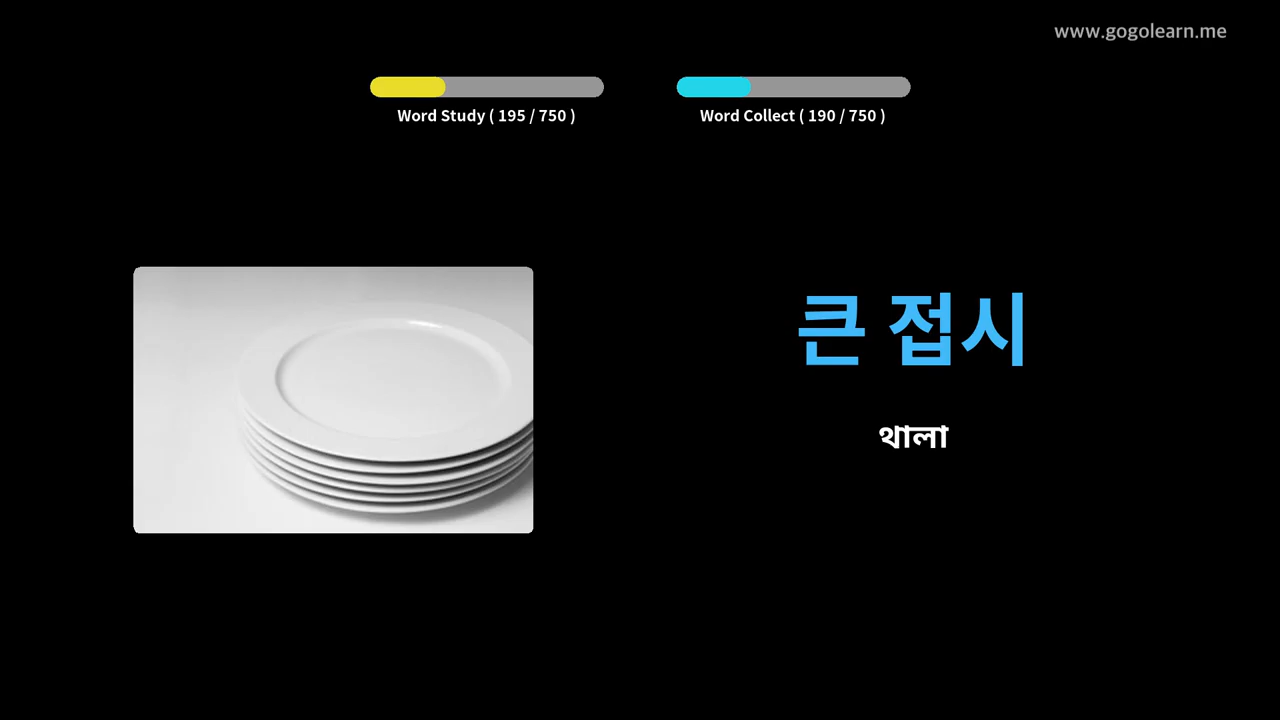 www.gogolearn.me
Word Study ( 195 / 750 )
Word Collect ( 190 / 750 )
큰 접시
থালা